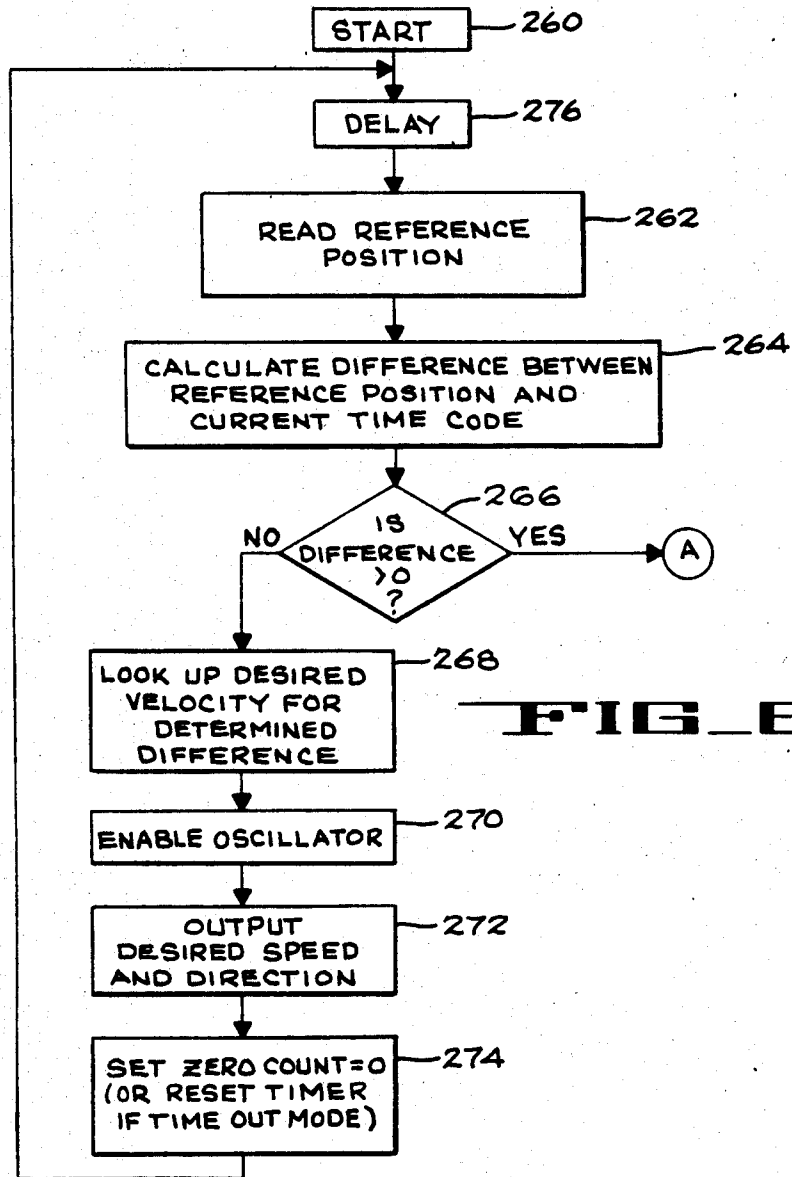 START
260
DELAY
276
READ REFERENCE
POSITION
262
CALCULATE DIFFERENCE BETWEEN
REFERENCE POSITION AND
CURRENT TIME CODE
264
IS
DIFFERENCE
>0
?
266
NO
YES
A
LOOK UP DESIRED
VELOCITY FOR
DETERMINED
DIFFERENCE
268
FIG_
ENABLE OSCILLATOR
270
OUTPUT
DESIRED SPEED
AND DIRECTION
272
SET ZERO COUNT=0
(OR RESET TIMER
IF TIME OUT MODE)
274